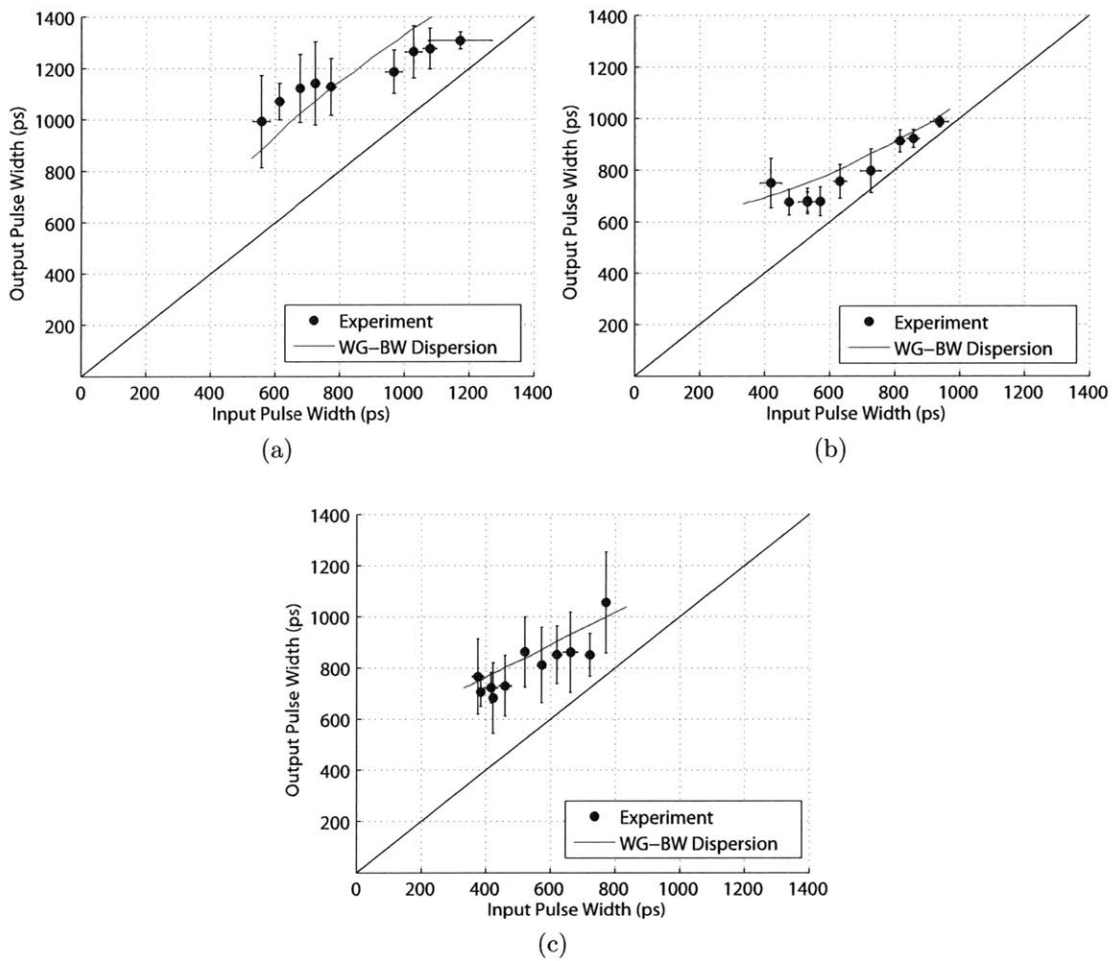 1400
1200
1000
800
600
400
200
0 200 400 600 800 1000 1200 1400
Output Pulse Width (ps)
Input Pulse Width (ps)
Experiment
WG-BW Dispersion
(a)
1400
1200
1000
800
600
400
200
0 200 400 600 800 1000 1200 1400
Output Pulse Width (ps)
Input Pulse Width (ps)
Experiment
WG-BW Dispersion
(b)
1400
1200
1000
800
600
400
200
0 200 400 600 800 1000 1200 1400
Output Pulse Width (ps)
Input Pulse Width (ps)
Experiment
WG-BW Dispersion
(c)